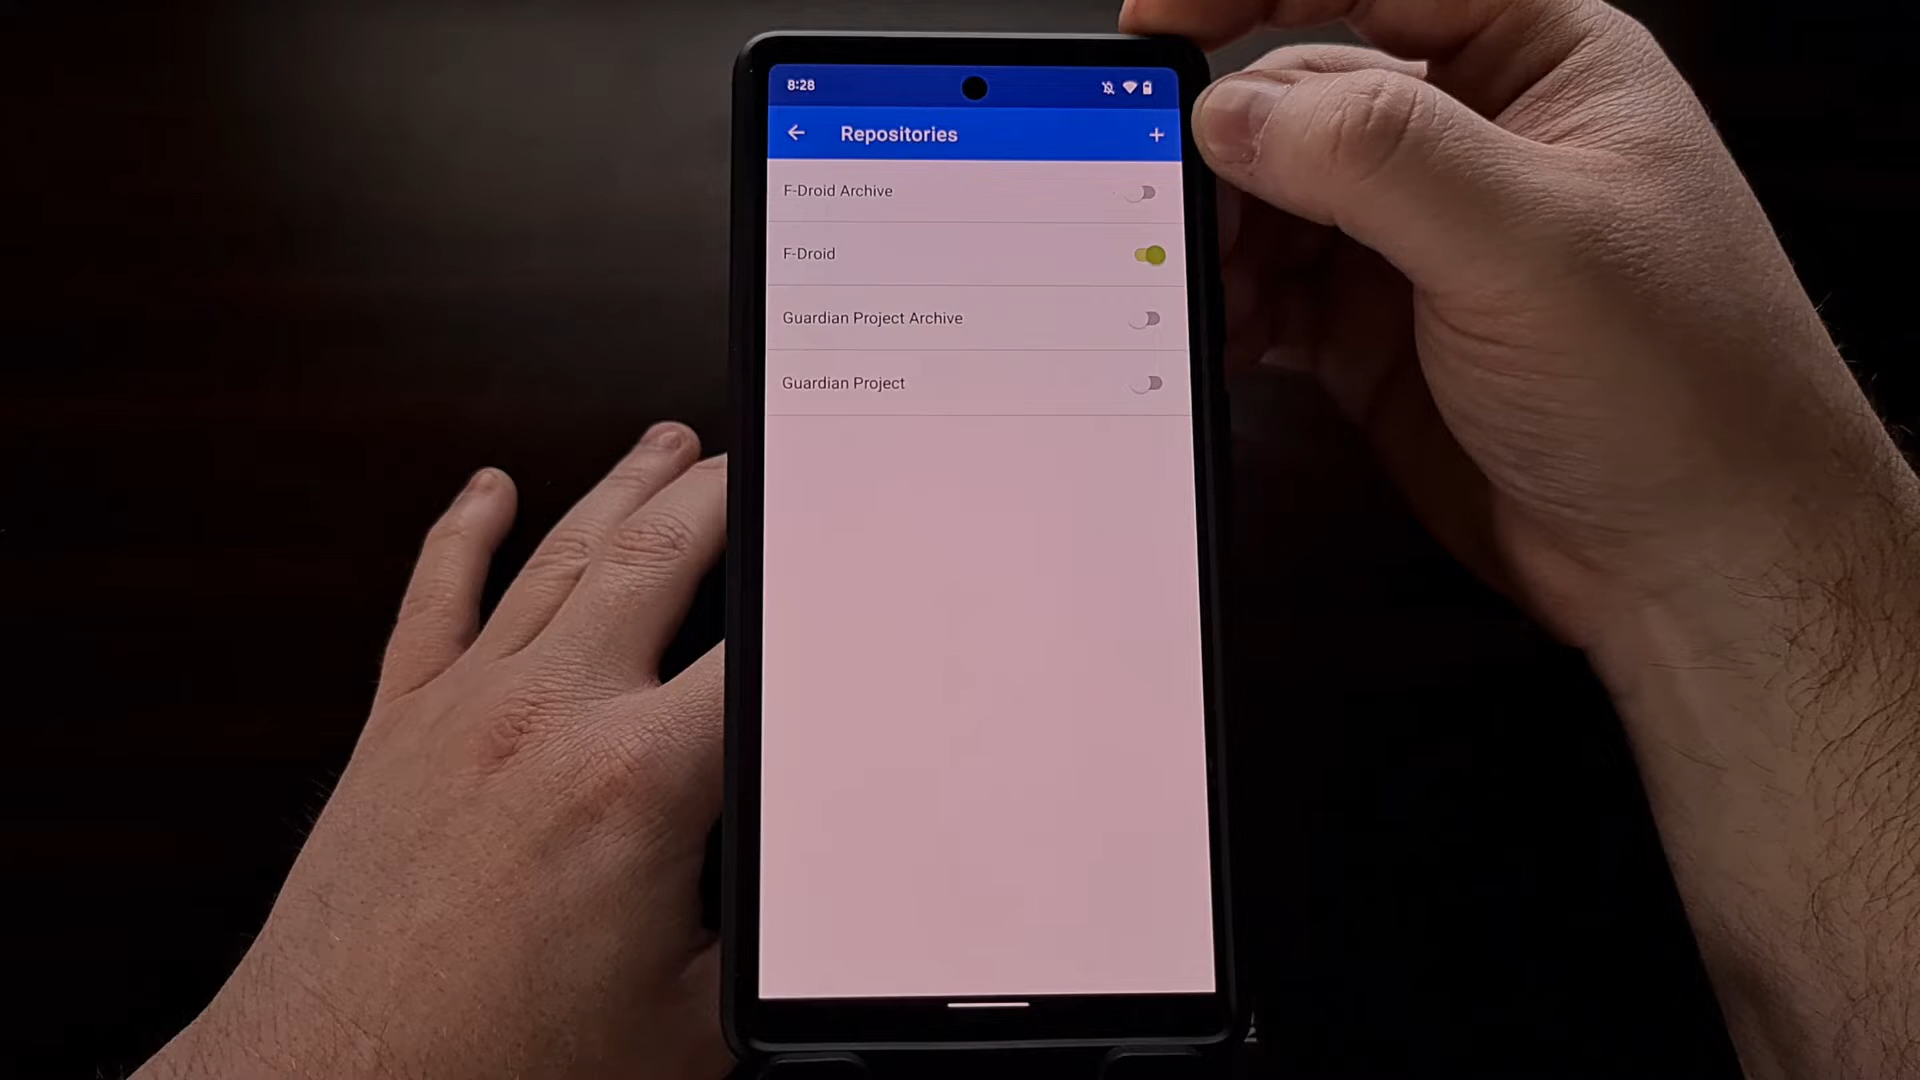 8:28
Repositories
F-Droid Archive
F-Droid
Guardian Project Archive
Guardian Project